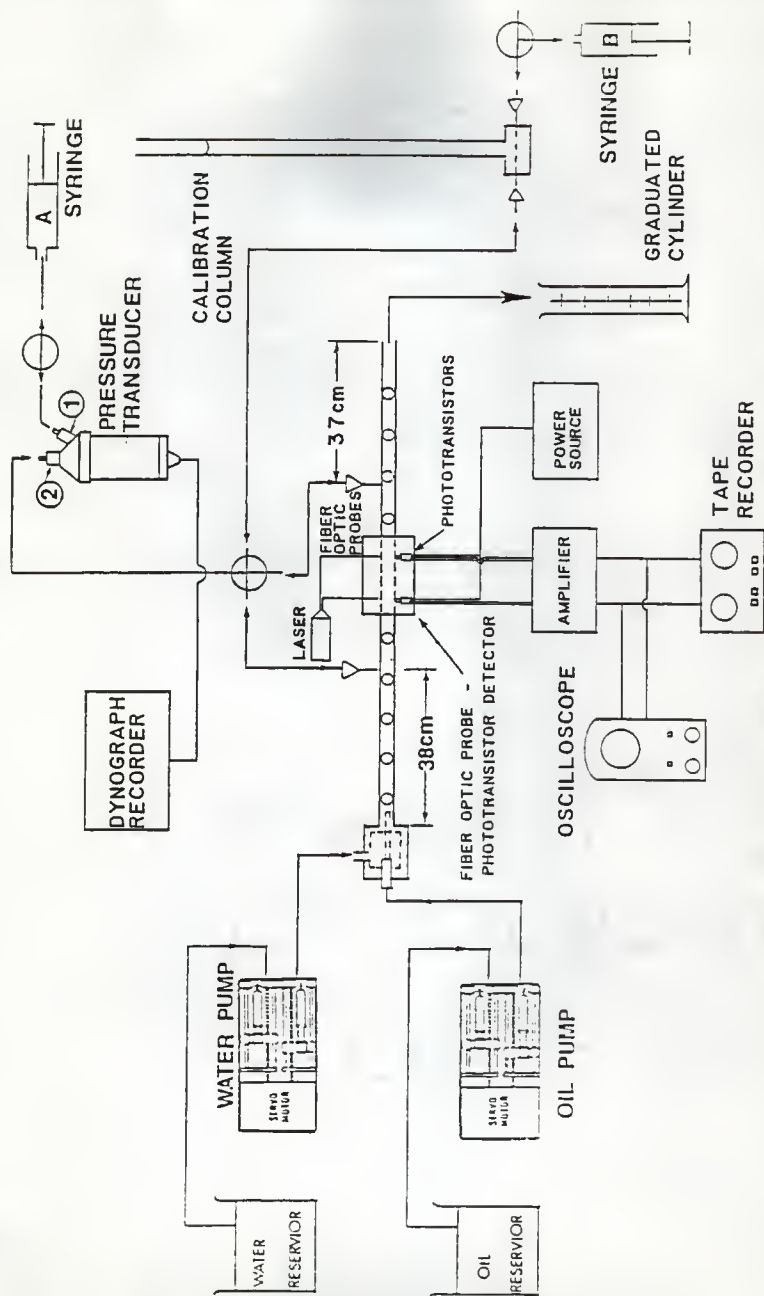 WATER
RESERVIOR
OIL
RESERVIOR
WATER PUMP
SERVO
MOTOR
OIL PUMP
SERVO
MOTOR
DYNOGRAPH
RECORDER
38cm
FIBER OPTIC PROBE -
PHOTOTRANSISTOR DETECTOR
LASER
FIBER
OPTIC
PROBES
②
①
PRESSURE
TRANSDUCER
A
SYRINGE
CALIBRATION
COLUMN
37cm
PHOTOTRANSISTORS
POWER
SOURCE
AMPLIFIER
OSCILLOSCOPE
TAPE
RECORDER
GRADUATED
CYLINDER
B
SYRINGE